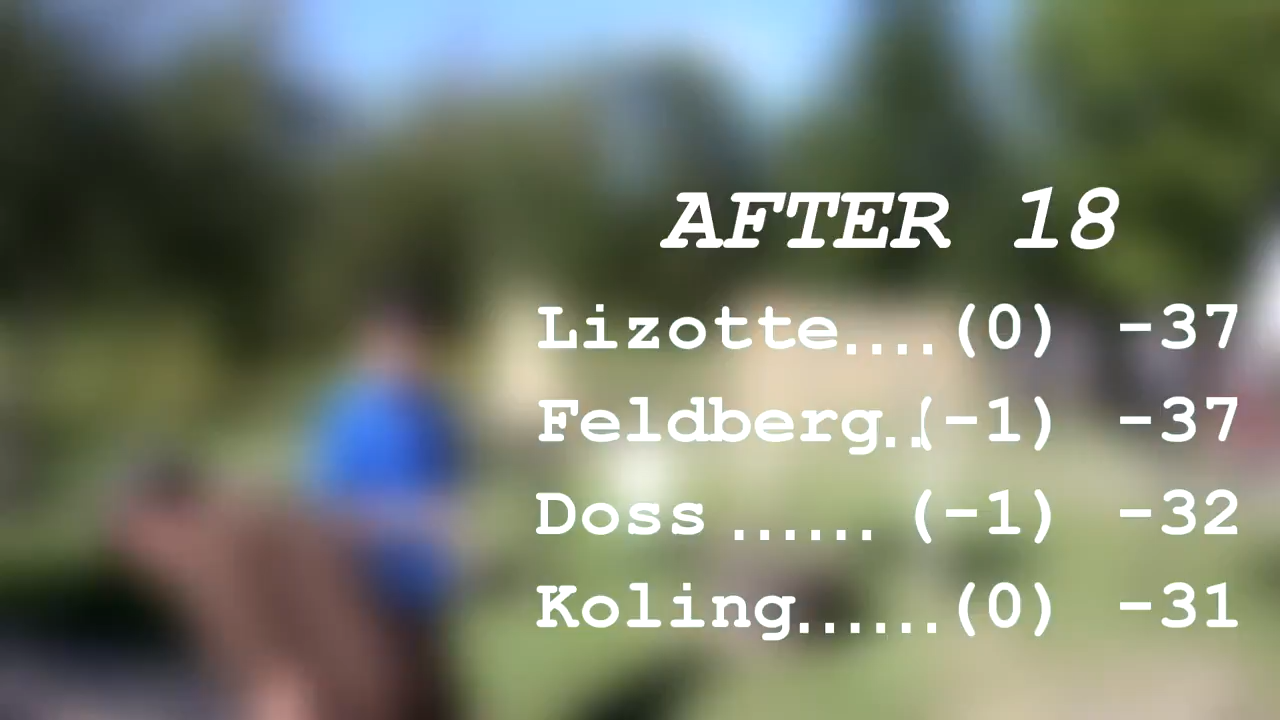 AFTER 18
Lizotte....(0) -37
Feldberg..(-1) -37
Doss ...... (-1) -32
Koling......(0) -31